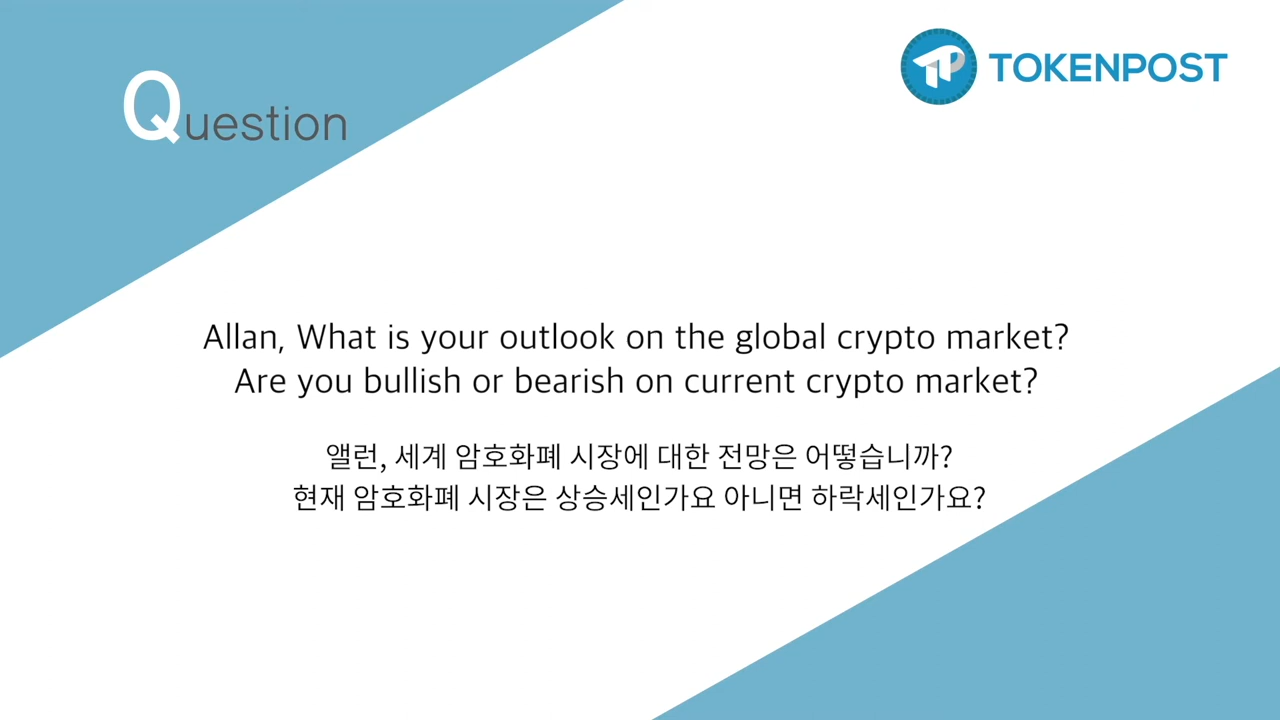 Question
TOKENPOST
Allan, What is your outlook on the global crypto market?
Are you bullish or bearish on current crypto market?
앨런, 세계 암호화폐 시장에 대한 전망은 어떻습니까?
현재 암호화폐 시장은 상승세인가요 아니면 하락세인가요?